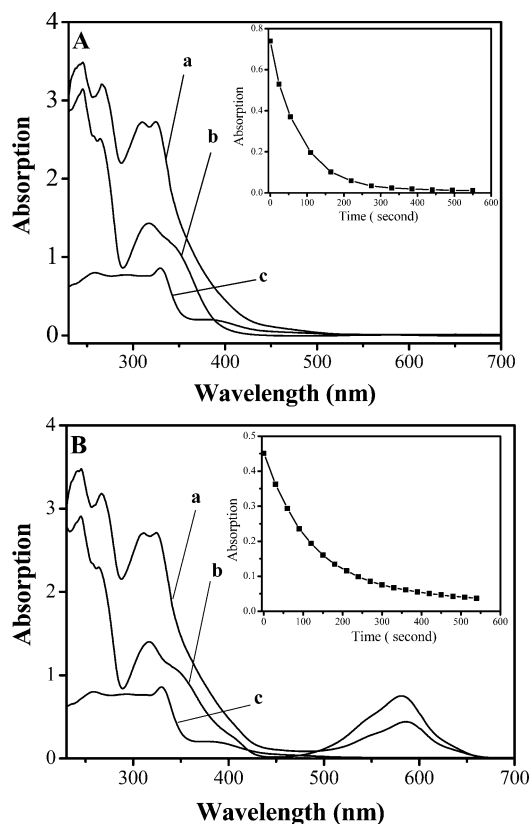 A
a
b
c
Absorption
4
3
2
1
0
300 400 500 600 700
Wavelength (nm)
Absorption
0.8
0.6
0.4
0.2
0.0
0 100 200 300 400 500 600
Time ( second)
B
a
b
c
Absorption
4
3
2
1
0
300 400 500 600 700
Wavelength (nm)
Absorption
0.5
0.4
0.3
0.2
0.1
0.0
0 100 200 300 400 500 600
Time ( second)